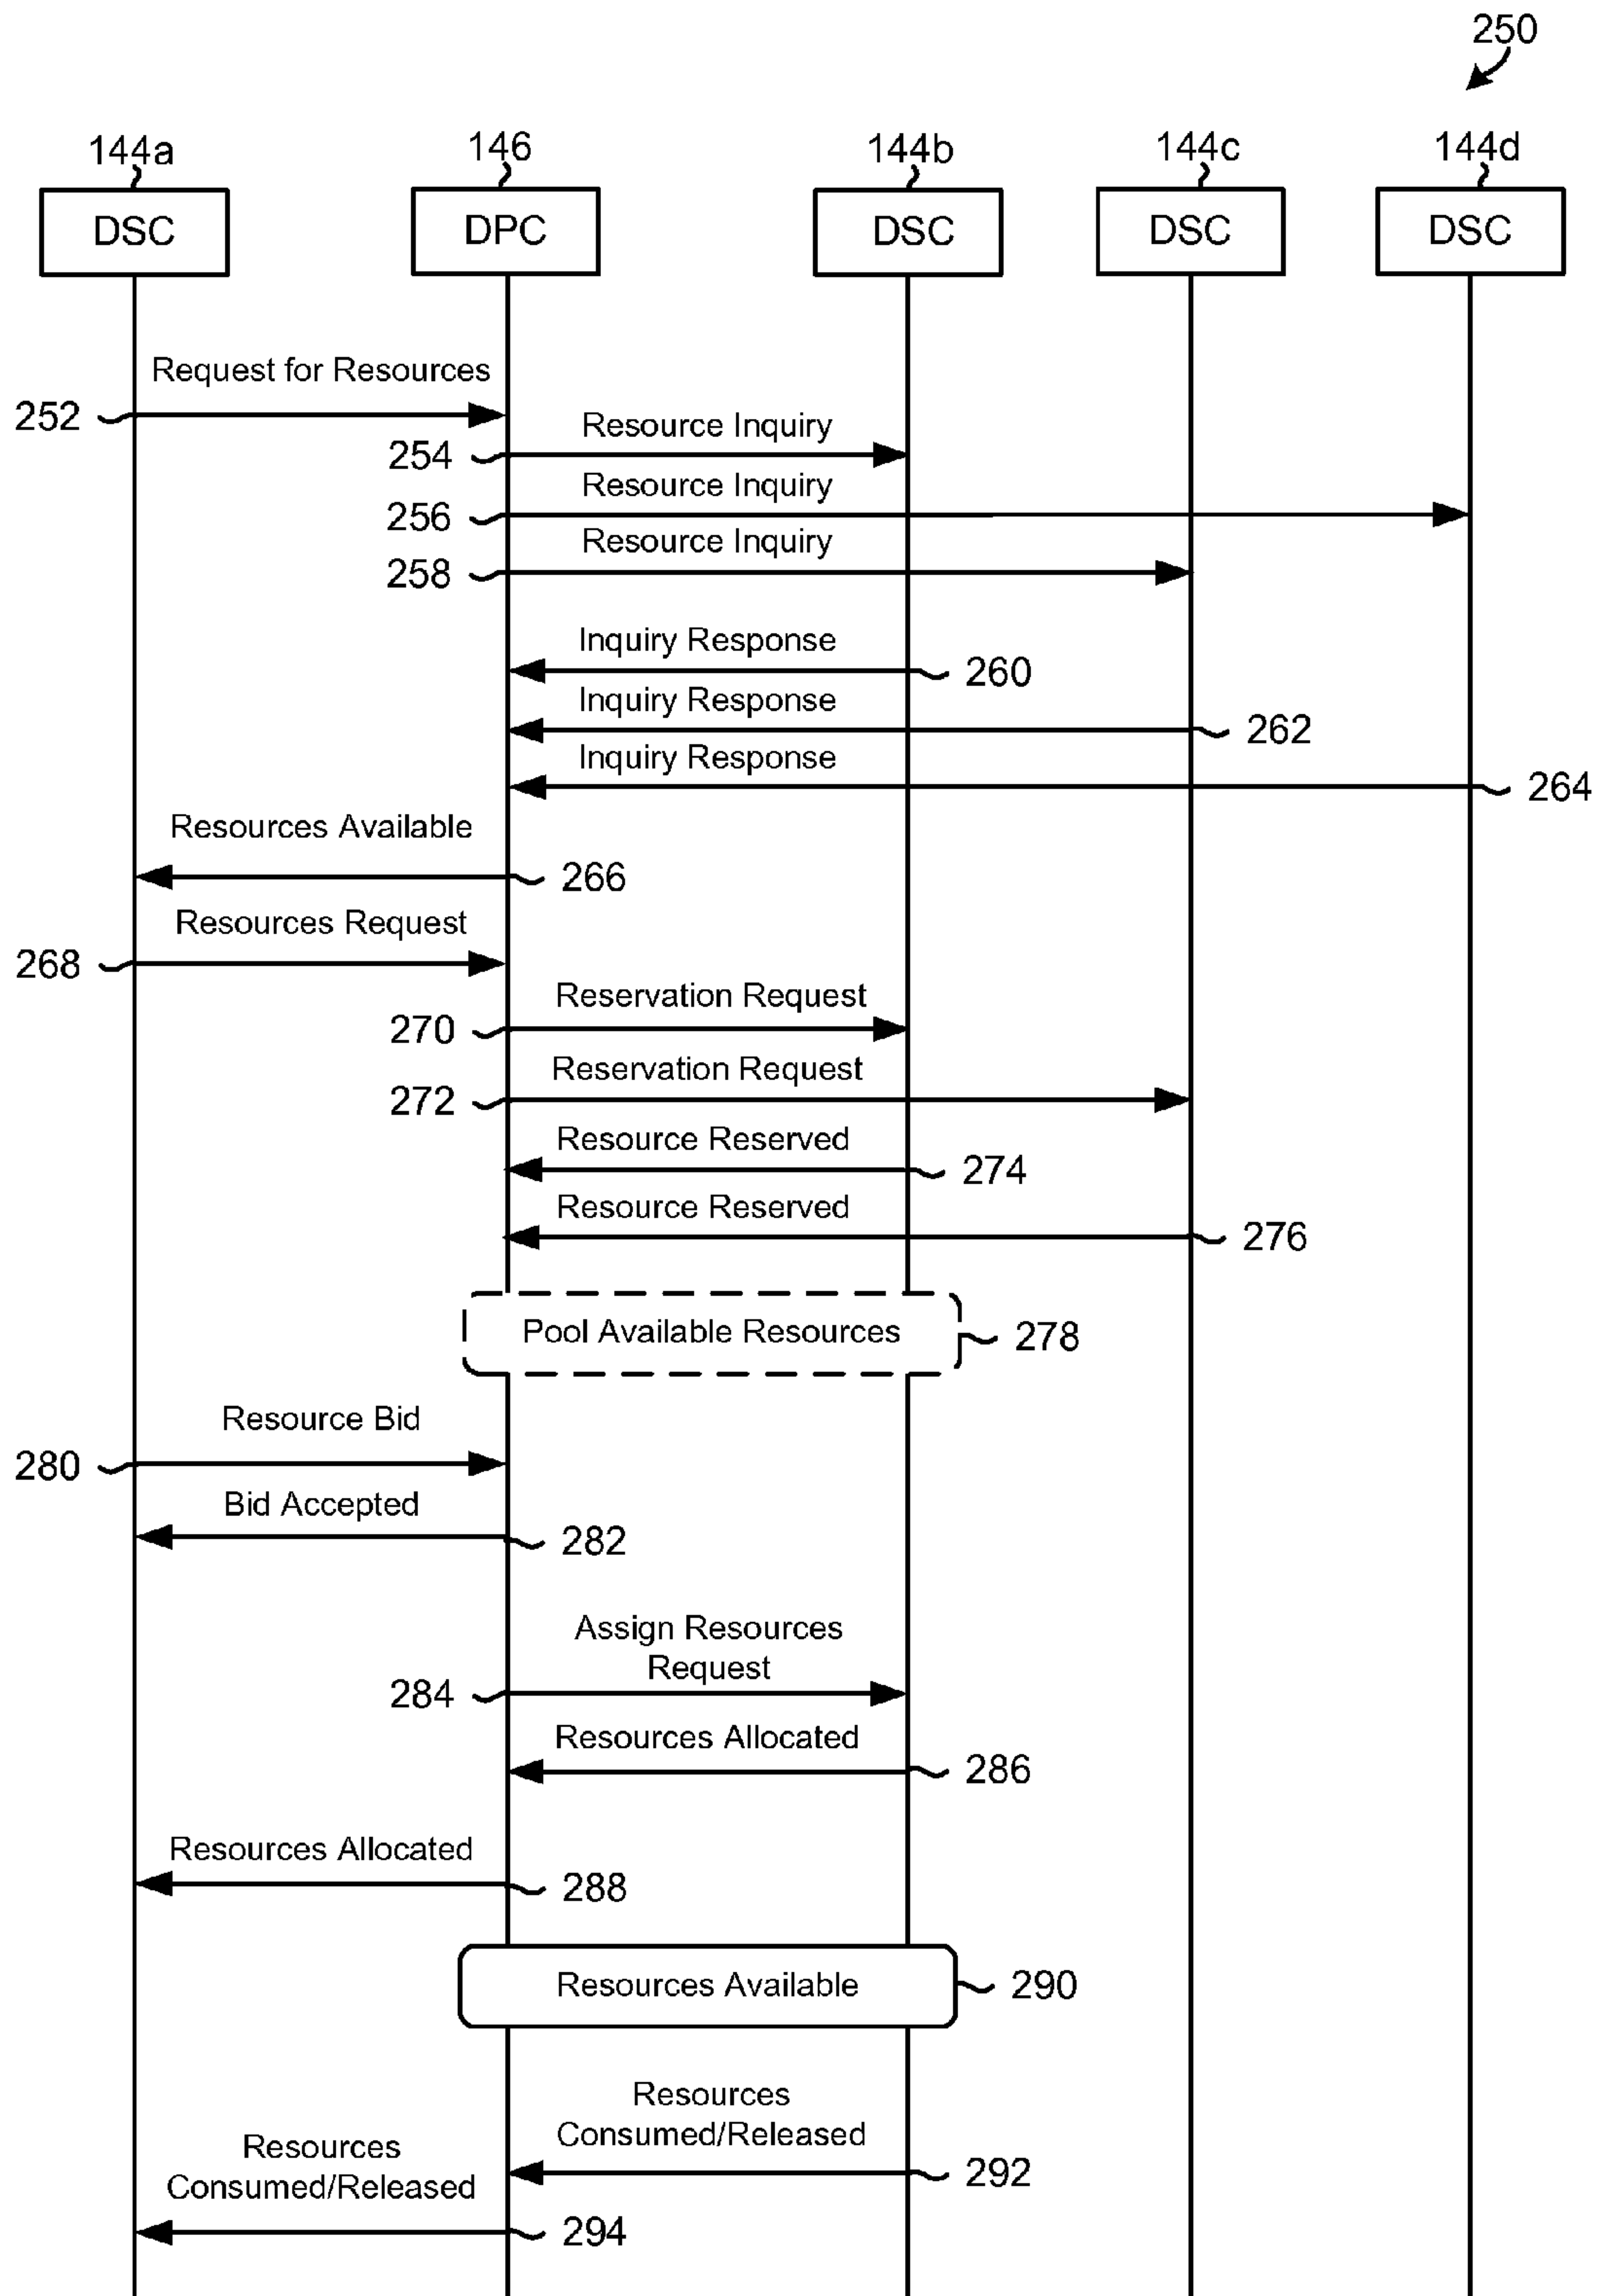 250
144a
146
144b
144c
144d
DSC
DPC
DSC
DSC
DSC
Request for Resources
252
Resource Inquiry
254
Resource Inquiry
256
Resource Inquiry
258
Inquiry Response
260
Inquiry Response
262
Inquiry Response
264
Resources Available
266
Resources Request
268
Reservation Request
270
Reservation Request
272
Resource Reserved
274
Resource Reserved
276
Pool Available Resources
278
Resource Bid
280
Bid Accepted
282
Assign Resources
Request
284
Resources Allocated
286
Resources Allocated
288
Resources Available
290
Resources
Consumed/Released
292
Resources
Consumed/Released
294